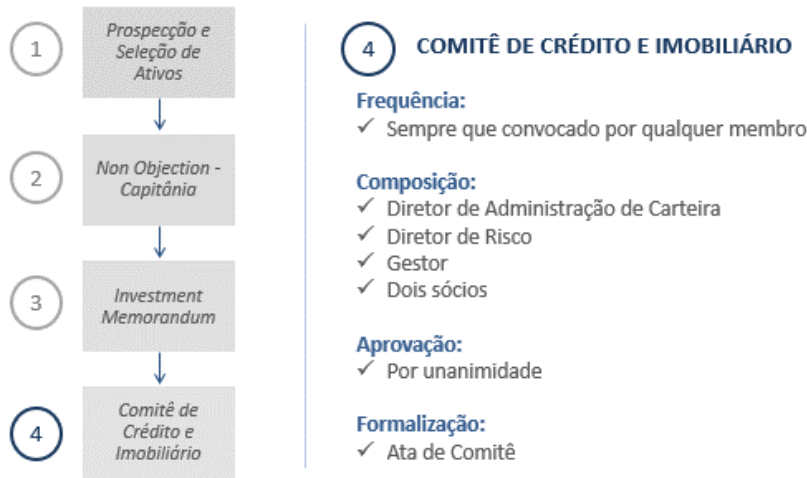 1
Prospecção e
Seleção de
Ativos
2
Non Objection -
Capitânia
3
Investment
Memorandum
4
Comitê de
Crédito e
Imobiliário
4 COMITÊ DE CRÉDITO E IMOBILIÁRIO
Frequência:
✓ Sempre que convocado por qualquer membro
Composição:
✓ Diretor de Administração de Carteira
✓ Diretor de Risco
✓ Gestor
✓ Dois sócios
Aprovação:
✓ Por unanimidade
Formalização:
✓ Ata de Comitê